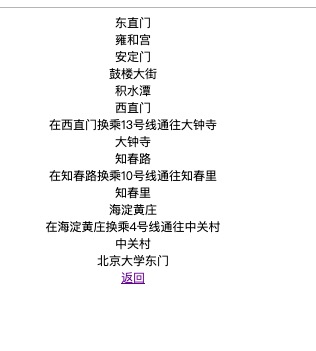 东直门
雍和宫
安定门
鼓楼大街
积水潭
西直门
在西直门换乘13号线通往大钟寺
大钟寺
知春路
在知春路换乘10号线通往知春里
知春里
海淀黄庄
在海淀黄庄换乘4号线通往中关村
中关村
北京大学东门
返回